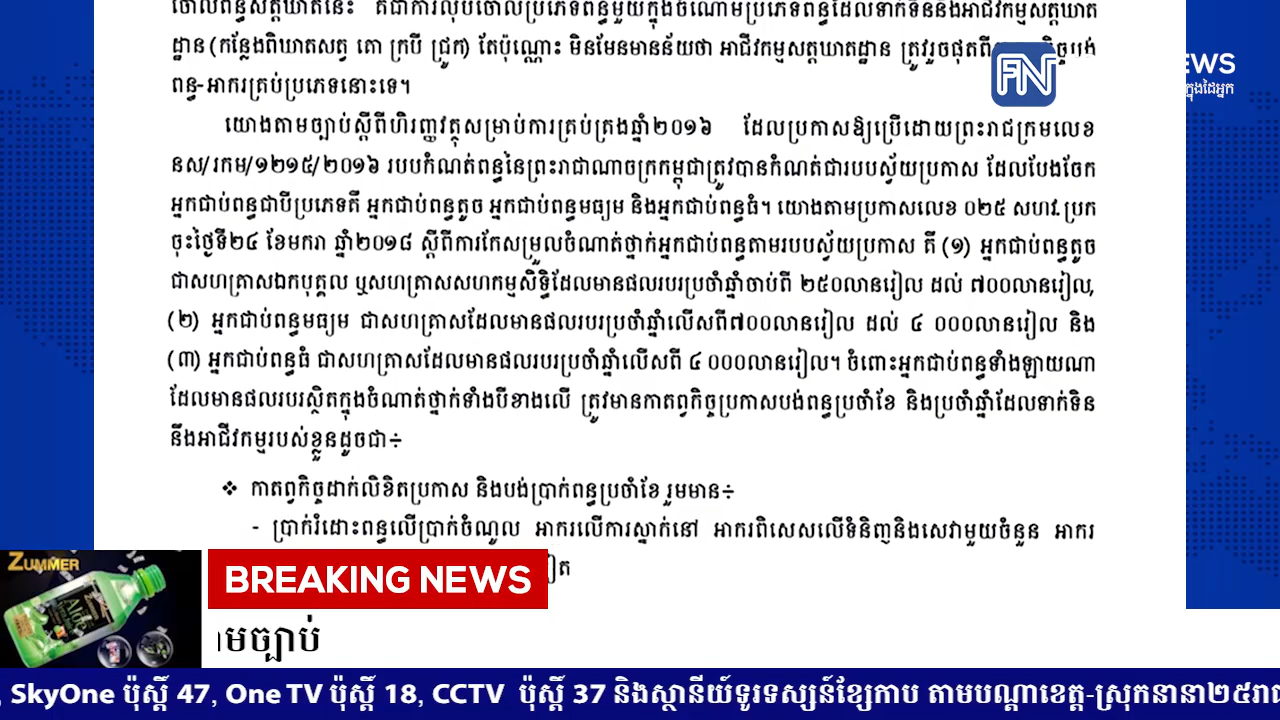 ចោលពន្ធសត្តឃាតនេះ គឺជាការលុបចោលប្រភេទពន្ធមួយក្នុងចំណោមប្រភេទពន្ធដែលទាក់ទិននឹងអាជីវកម្មសត្តឃាត
ដ្ឋាន (កន្លែងពិឃាតសត្វ គោ ក្របី ជ្រូក) តែប៉ុណ្ណោះ មិនមែនមានន័យថា អាជីវកម្មសត្តឃាតដ្ឋាន ត្រូវរួចផុតពី
ពន្ធ-អាករគ្រប់ប្រភេទនោះទេ។
FN
EWS
ក្នុងដៃអ្នក
យោងតាមច្បាប់ស្តីពីហិរញ្ញវត្ថុសម្រាប់ការគ្រប់គ្រងឆ្នាំ២០១៦ ដែលប្រកាសឱ្យប្រើដោយព្រះរាជក្រមលេខ
នស/រកម/១២១៥/២០១៦ របបកំណត់ពន្ធនៃព្រះរាជាណាចក្រកម្ពុជាត្រូវបានកំណត់ជារបបស្វ័យប្រកាស ដែលបែងចែក
អ្នកជាប់ពន្ធជាបីប្រភេទគឺ អ្នកជាប់ពន្ធតូច អ្នកជាប់ពន្ធមធ្យម និងអ្នកជាប់ពន្ធធំ។ យោងតាមប្រកាសលេខ ០២៥ សហវ.ប្រក
ចុះថ្ងៃទី២៤ ខែមករា ឆ្នាំ២០១៨ ស្តីពីការកែសម្រួលចំណាត់ថ្នាក់អ្នកជាប់ពន្ធតាមរបបស្វ័យប្រកាស គឺ (១) អ្នកជាប់ពន្ធតូច
ជាសហគ្រាសឯកបុគ្គល ឬសហគ្រាសសហកម្មសិទ្ធិដែលមានផលរបរប្រចាំឆ្នាំចាប់ពី ២៥០លានរៀល ដល់ ៧០០លានរៀល,
(២) អ្នកជាប់ពន្ធមធ្យម ជាសហគ្រាសដែលមានផលរបរប្រចាំឆ្នាំលើសពី៧០០លានរៀល ដល់ ៤ ០០០លានរៀល និង
(៣) អ្នកជាប់ពន្ធធំ ជាសហគ្រាសដែលមានផលរបរប្រចាំឆ្នាំលើសពី ៤ ០០០លានរៀល។ ចំពោះអ្នកជាប់ពន្ធទាំងឡាយណា
ដែលមានផលរបរស្ថិតក្នុងចំណាត់ថ្នាក់ទាំងបីខាងលើ ត្រូវមានកាតព្វកិច្ចប្រកាសបង់ពន្ធប្រចាំខែ និងប្រចាំឆ្នាំដែលទាក់ទិន
នឹងអាជីវកម្មរបស់ខ្លួនដូចជា÷
❖ កាតព្វកិច្ចដាក់លិខិតប្រកាស និងបង់ប្រាក់ពន្ធប្រចាំខែ រួមមាន÷
- ប្រាក់រំដោះពន្ធលើប្រាក់ចំណូល អាករលើការស្នាក់នៅ អាករពិសេសលើទំនិញនិងសេវាមួយចំនួន អាករ
ZUMMER
BREAKING NEWS
មច្បាប់
SkyOne ប៉ុស្តិ៍ 47, One TV ប៉ុស្តិ៍ 18, CCTV ប៉ុស្តិ៍ 37 និងស្ថានីយ៍ទូរទស្សន៍ខ្សែកាប តាមបណ្តាខេត្ត-ស្រុកនានា២៥រាជ